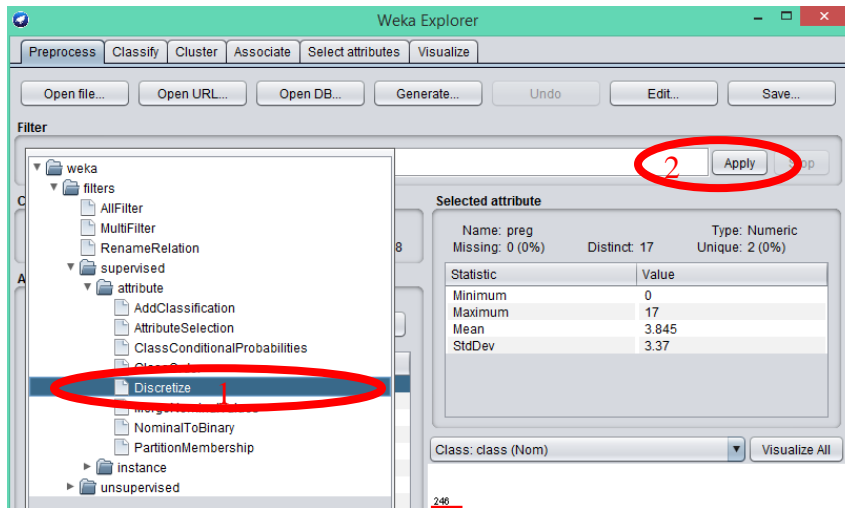 Weka Explorer
Preprocess Classify Cluster Associate Select attributes Visualize
Open file... Open URL... Open DB... Generate... Undo Edit... Save...
Filter
weka
2 Apply
filters
AllFilter
MultiFilter
RenameRelation
supervised
attribute
AddClassification
AttributeSelection
ClassConditionalProbabilities
Discretize 1
NominalToBinary
PartitionMembership
instance
unsupervised
C
8
A
Selected attribute
Name: preg Type: Numeric
Missing: 0 (0%) Distinct: 17 Unique: 2 (0%)
Statistic Value
Minimum 0
Maximum 17
Mean 3.845
StdDev 3.37
Class: class (Nom) Visualize All
246